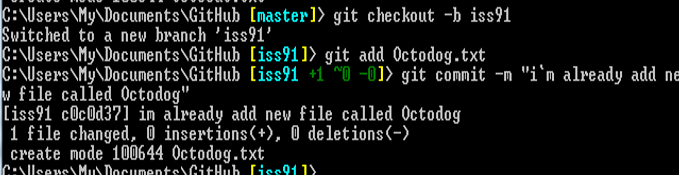 C:\Users\My\Documents\GitHub [master]> git checkout -b iss91
Switched to a new branch 'iss91'
C:\Users\My\Documents\GitHub [iss91]> git add Octodog.txt
C:\Users\My\Documents\GitHub [iss91 +1 ~0 -0]> git commit -m "i`m already add ne
w file called Octodog"
[iss91 c0c0d37] im already add new file called Octodog
 1 file changed, 0 insertions(+), 0 deletions(-)
 create mode 100644 Octodog.txt
C:\Users\My\Documents\GitHub [iss91]>